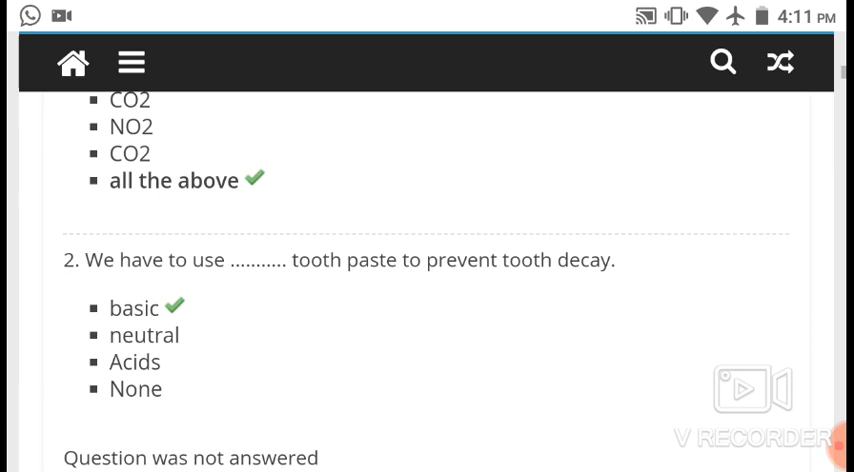 4:11 PM
CO2
NO2
CO2
all the above
2. We have to use ........... tooth paste to prevent tooth decay.
basic
neutral
Acids
None
V RECORDER
Question was not answered